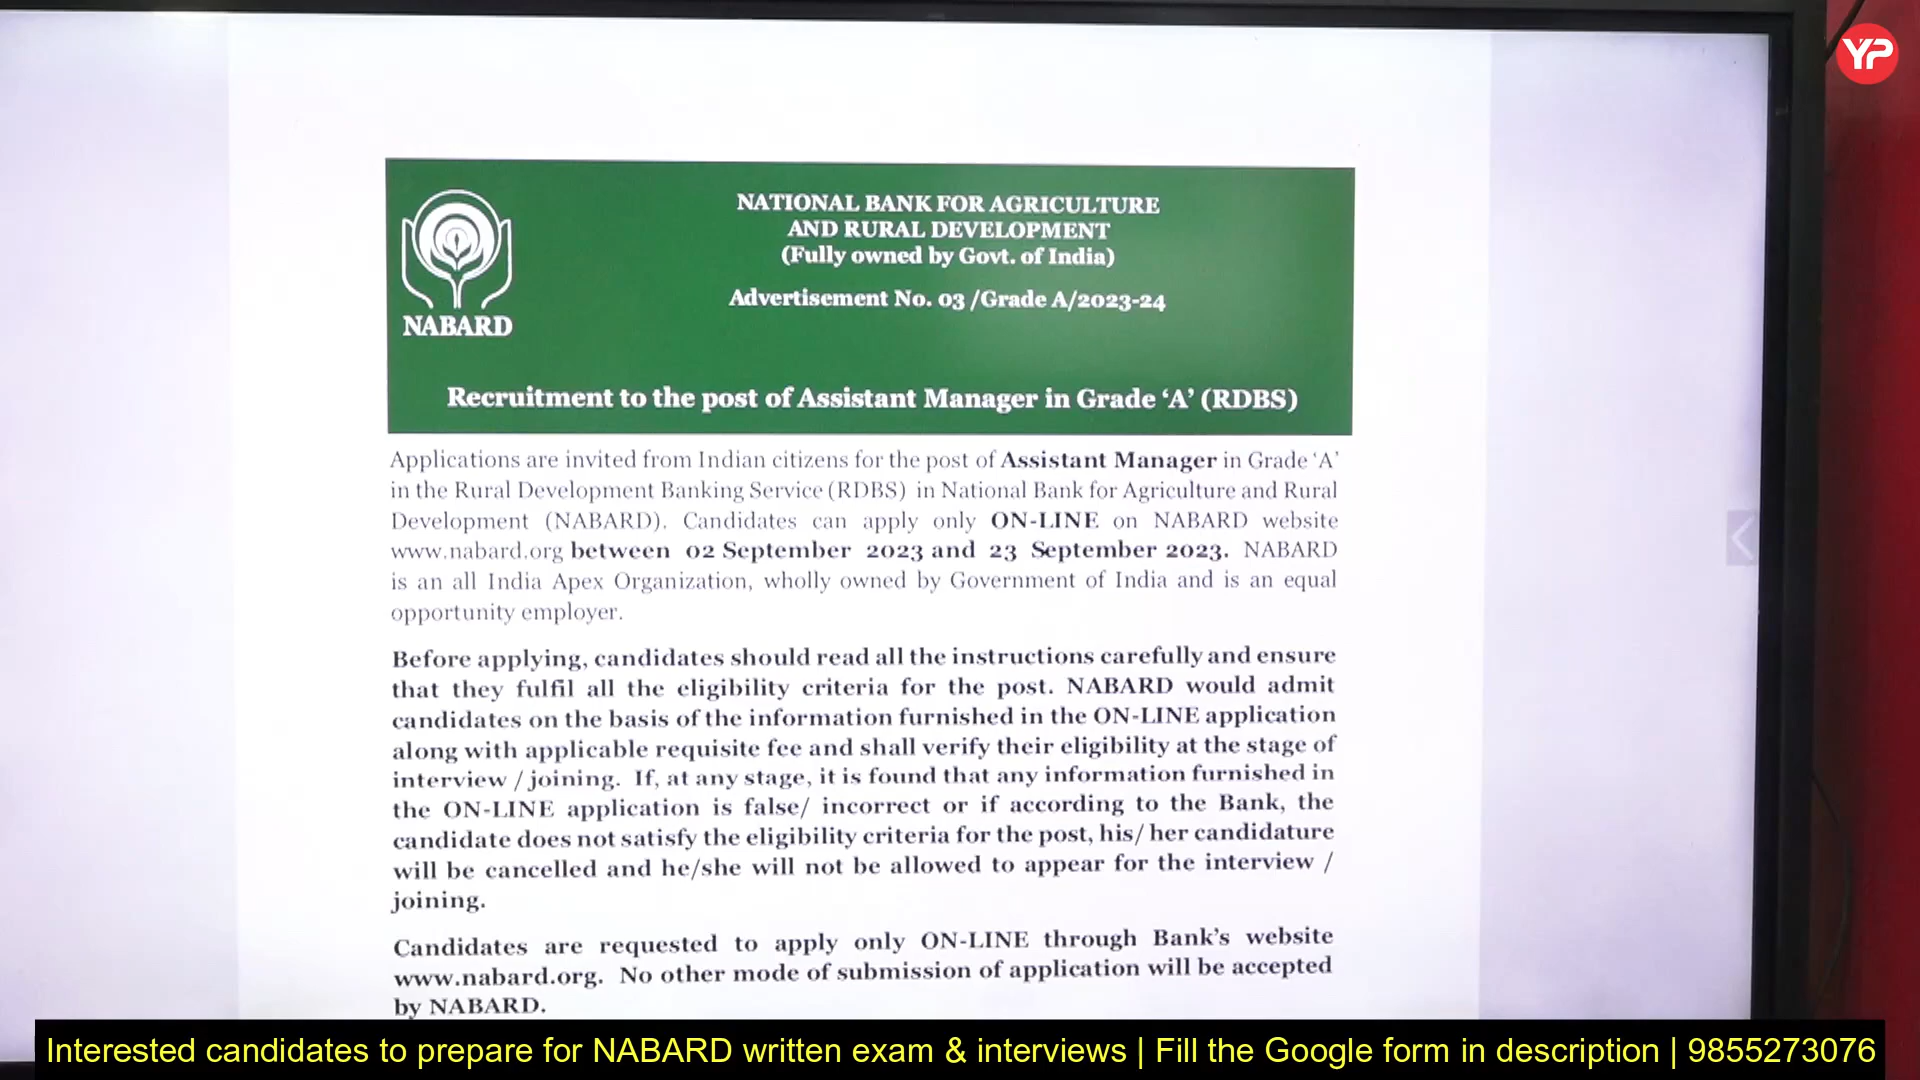 YP
NATIONAL BANK FOR AGRICULTURE
AND RURAL DEVELOPMENT
(Fully owned by Govt. of India)
Advertisement No. 03 /Grade A/2023-24
NABARD
Recruitment to the post of Assistant Manager in Grade ‘A’ (RDBS)
Applications are invited from Indian citizens for the post of Assistant Manager in Grade ‘A’
in the Rural Development Banking Service (RDBS) in National Bank for Agriculture and Rural
Development (NABARD). Candidates can apply only ON-LINE on NABARD website
www.nabard.org between 02 September 2023 and 23 September 2023. NABARD
is an all India Apex Organization, wholly owned by Government of India and is an equal
opportunity employer.
Before applying, candidates should read all the instructions carefully and ensure
that they fulfil all the eligibility criteria for the post. NABARD would admit
candidates on the basis of the information furnished in the ON-LINE application
along with applicable requisite fee and shall verify their eligibility at the stage of
interview / joining. If, at any stage, it is found that any information furnished in
the ON-LINE application is false/ incorrect or if according to the Bank, the
candidate does not satisfy the eligibility criteria for the post, his/ her candidature
will be cancelled and he/she will not be allowed to appear for the interview /
joining.
Candidates are requested to apply only ON-LINE through Bank’s website
www.nabard.org. No other mode of submission of application will be accepted
by NABARD.
Interested candidates to prepare for NABARD written exam & interviews | Fill the Google form in description | 9855273076